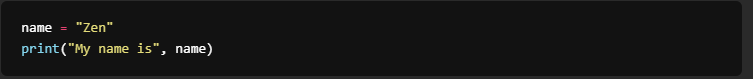 name = "Zen"
print("My name is", name)